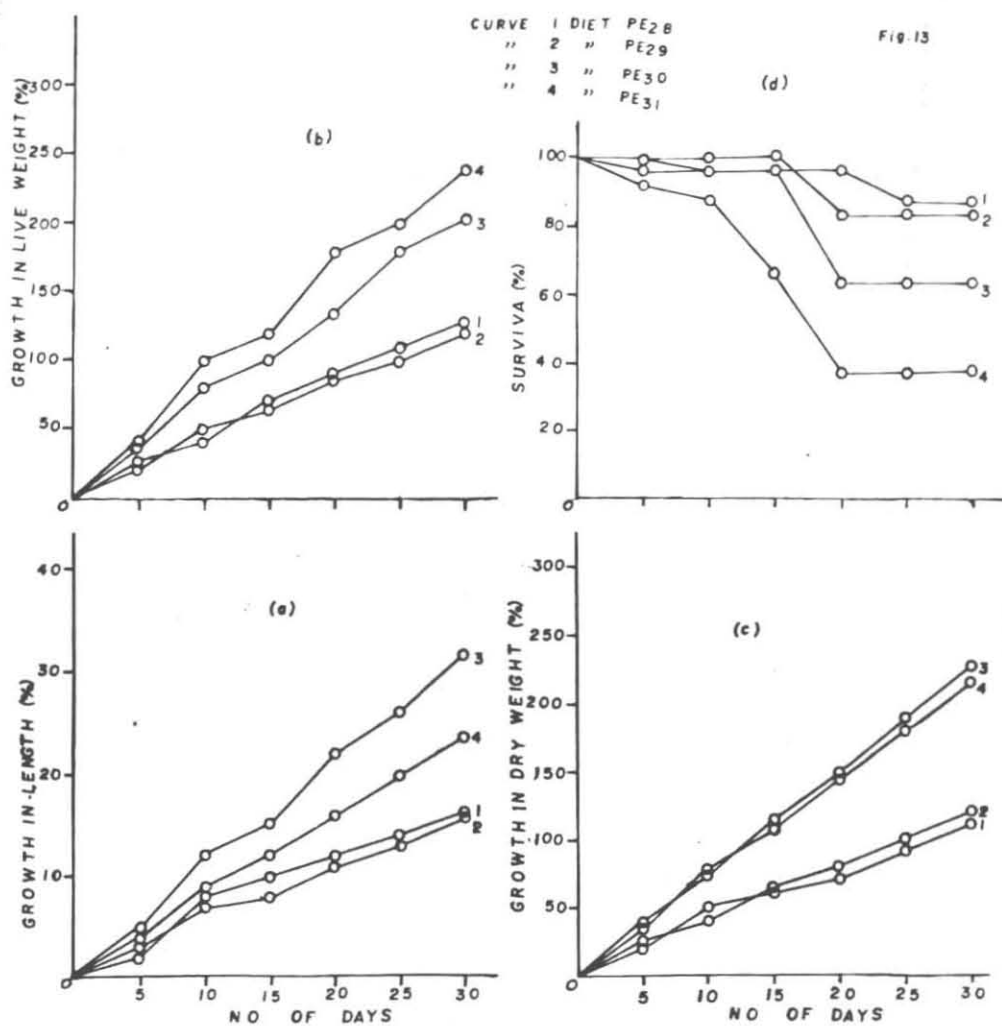 CURVE 1 DIET PE28
" 2 " PE29
" 3 " PE30
" 4 " PE31
Fig.13
(b)
GROWTH IN LIVE WEIGHT (%)
300
250
200
150
100
50
0
4
3
1
2
(d)
SURVIVA (%)
100
80
60
40
20
0
1
2
3
4
(a)
GROWTH IN-LENGTH (%)
40
30
20
10
0
3
4
1
2
5 10 15 20 25 30
NO OF DAYS
(c)
GROWTH IN DRY WEIGHT (%)
300
250
200
150
100
50
0
3
4
2
1
5 10 15 20 25 30
NO OF DAYS